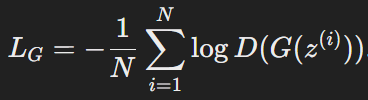 L_G = -\frac{1}{N} \sum_{i=1}^{N} \log D(G(z^{(i)})).